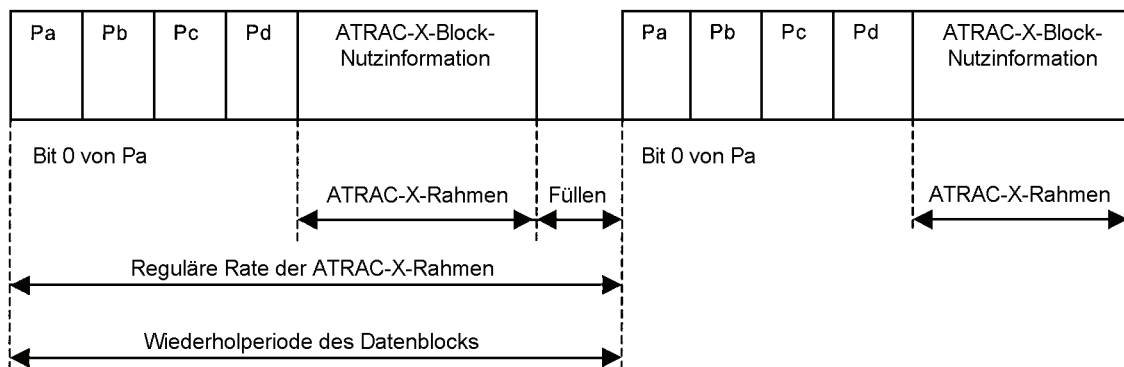 Pa Pb Pc Pd ATRAC-X-Block-
Nutzinformation
Pa Pb Pc Pd ATRAC-X-Block-
Nutzinformation
Bit 0 von Pa
Bit 0 von Pa
ATRAC-X-Rahmen
Füllen
ATRAC-X-Rahmen
Reguläre Rate der ATRAC-X-Rahmen
Wiederholperiode des Datenblocks